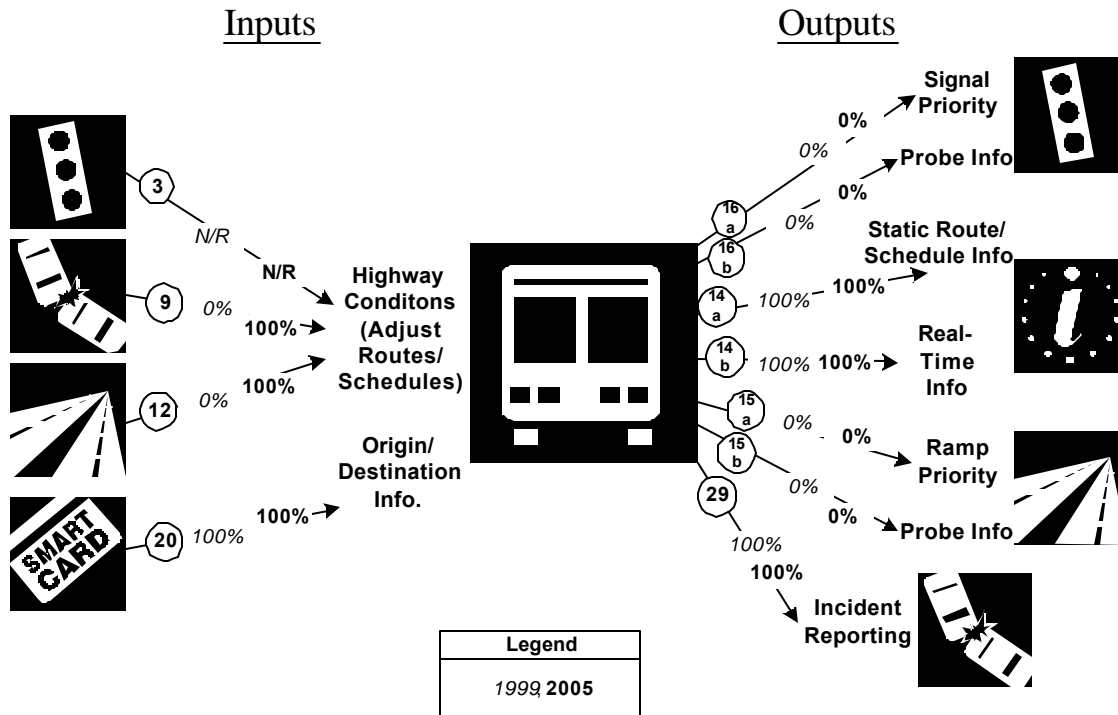 Inputs
3
N/R
N/R
9
0%
100%
12
0%
100%
Highway
Conditons
(Adjust
Routes/
Schedules)
SMART
CARD
20
100%
100%
Origin/
Destination
Info.
Outputs
16
a
0%
0%
Signal
Priority
16
b
0%
0%
Probe Info
14
a
100%
100%
Static Route/
Schedule Info
14
b
100%
100%
Real-
Time
Info
15
a
0%
0%
Ramp
Priority
15
b
0%
0%
Probe Info
29
100%
100%
Incident
Reporting
Legend
1999, 2005